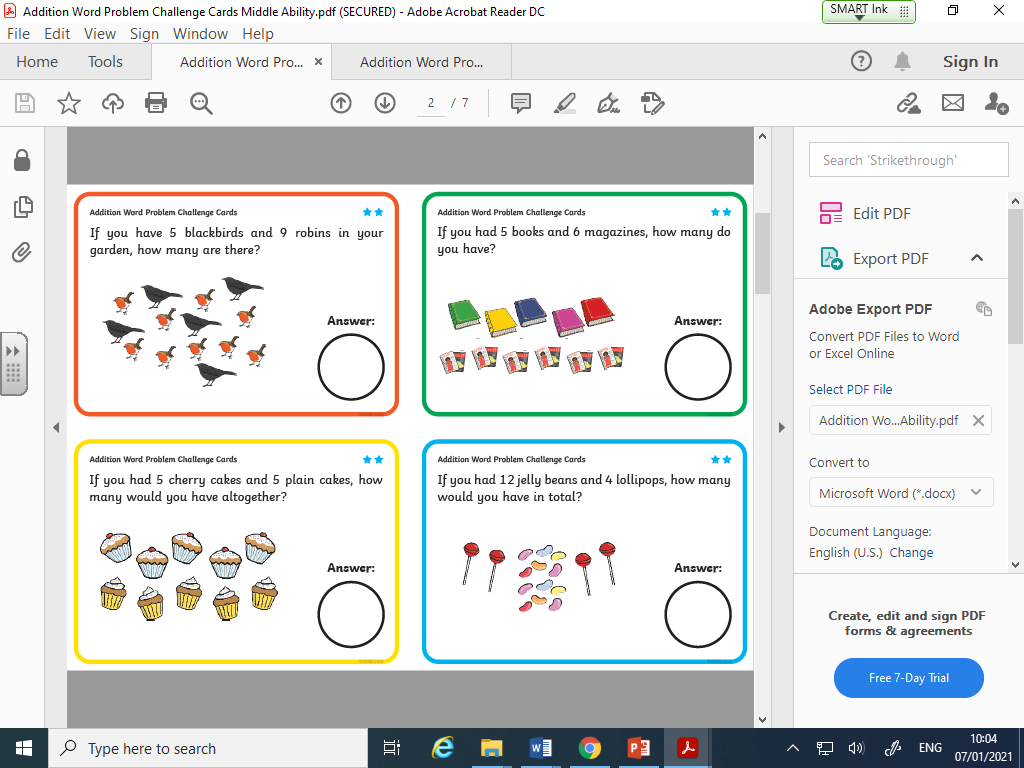 Addition Word Problem Challenge Cards Middle Ability.pdf (SECURED) - Adobe Acrobat Reader DC
SMART Ink
File Edit View Sign Window Help
Home Tools Addition Word Pro... × Addition Word Pro... Sign In
2 / 7
Search 'Strikethrough'
Edit PDF
Export PDF
Adobe Export PDF
Convert PDF Files to Word
or Excel Online
Select PDF File
Addition Wo...Ability.pdf
Convert to
Microsoft Word (*.docx)
Document Language:
English (U.S.) Change
Create, edit and sign PDF
forms & agreements
Free 7-Day Trial
Addition Word Problem Challenge Cards
If you have 5 blackbirds and 9 robins in your
garden, how many are there?
Answer:
Addition Word Problem Challenge Cards
If you had 5 books and 6 magazines, how many do
you have?
Answer:
Addition Word Problem Challenge Cards
If you had 5 cherry cakes and 5 plain cakes, how
many would you have altogether?
Answer:
Addition Word Problem Challenge Cards
If you had 12 jelly beans and 4 lollipops, how many
would you have in total?
Answer:
Type here to search
ENG
10:04
07/01/2021